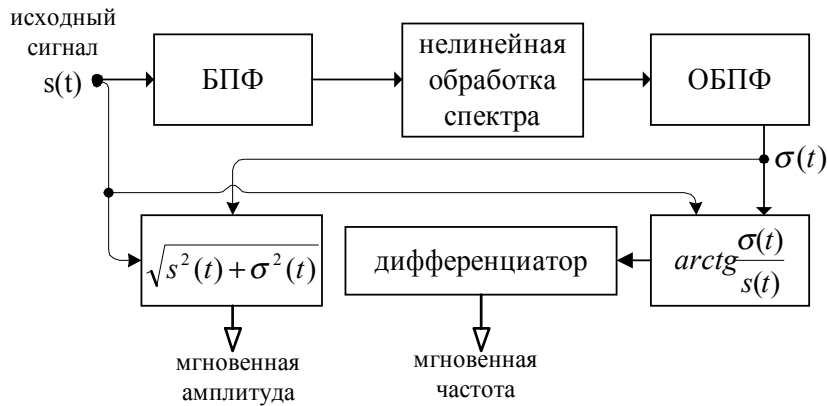 исходный
сигнал
s(t)
БПФ
нелинейная
обработка
спектра
ОБПФ
σ(t)
√s²(t)+σ²(t)
дифференциатор
arctg σ(t)/s(t)
мгновенная
амплитуда
мгновенная
частота